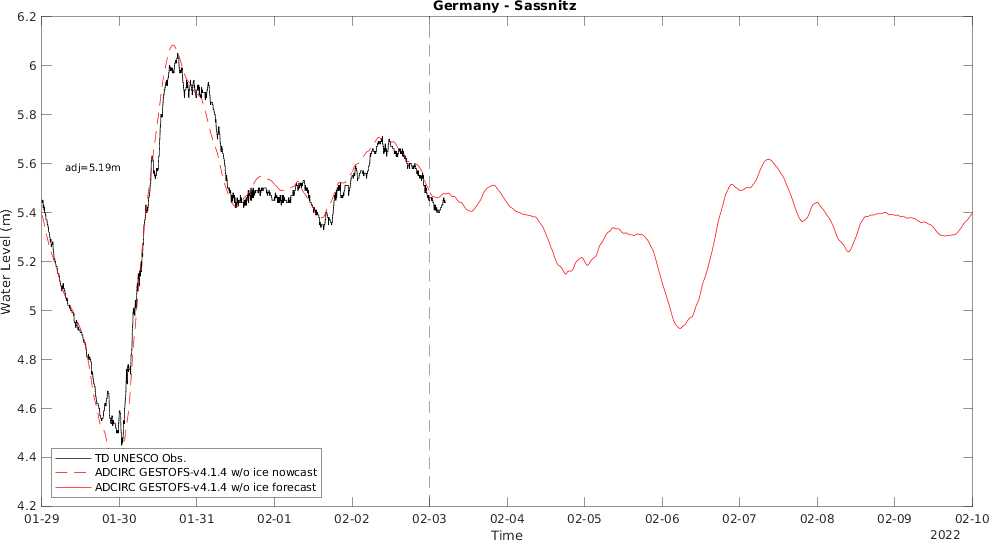 Germany - Sassnitz
6.2
6
5.8
5.6
5.4
5.2
5
4.8
4.6
4.4
4.2
Water Level (m)
adj=5.19m
TD UNESCO Obs.
ADCIRC GESTOFS-v4.1.4 w/o ice nowcast
ADCIRC GESTOFS-v4.1.4 w/o ice forecast
01-29 01-30 01-31 02-01 02-02 02-03 02-04 02-05 02-06 02-07 02-08 02-09 02-10
Time
2022